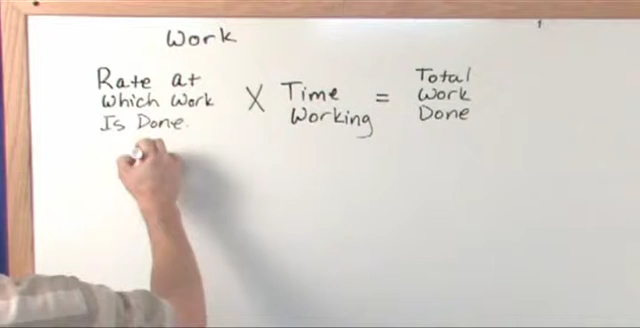 Work
Rate at
Which Work
Is Done.
X
Time
Working
=
Total
Work
Done